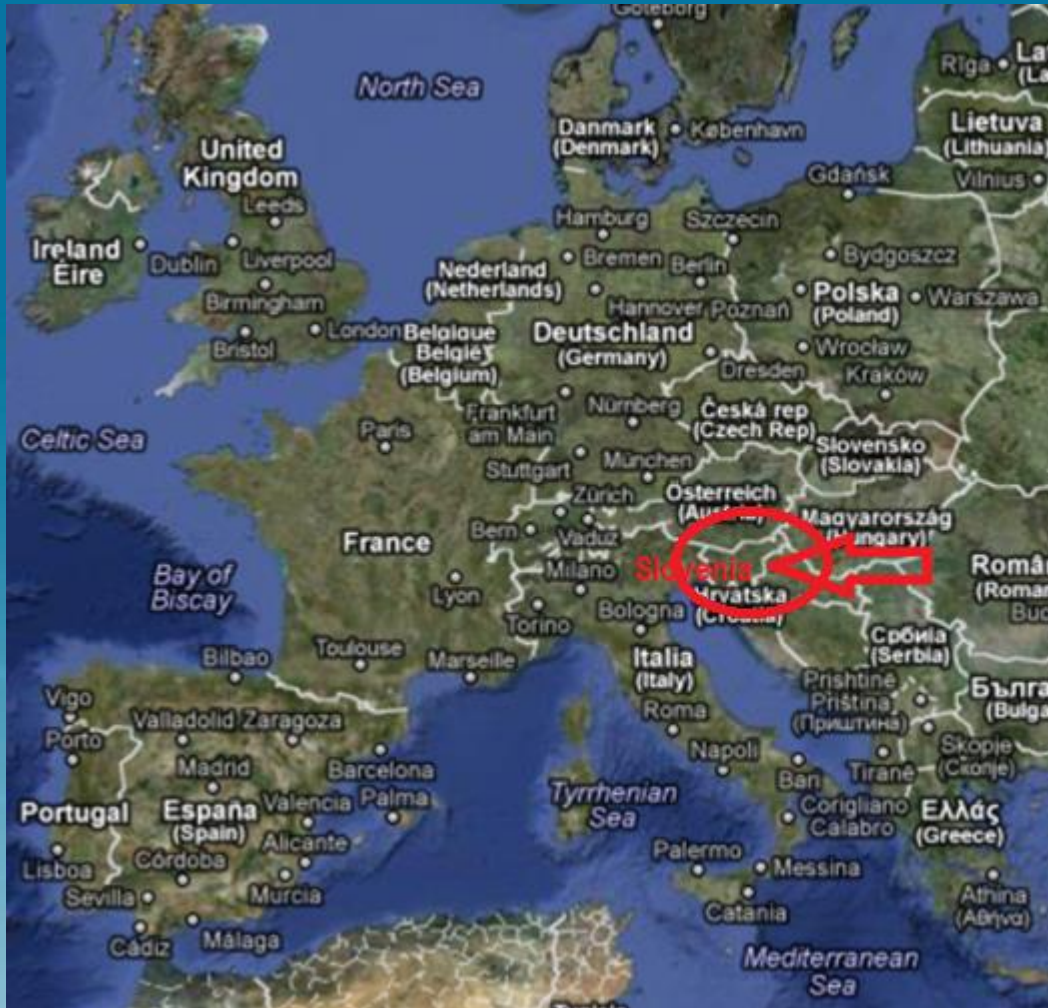 Göteborg
North Sea
Rīga
Lietuva
(Lithuania)
Danmark
(Denmark)
København
United
Kingdom
Gdańsk
Vilnius
Leeds
Hamburg
Szczecin
Ireland
Éire
Dublin
Liverpool
Bremen
Berlin
Bydgoszcz
Nederland
(Netherlands)
Birmingham
Hannover
Poznań
Polska
(Poland)
Warszawa
London
Bristol
Belgique
België
(Belgium)
Deutschland
(Germany)
Wrocław
Dresden
Kraków
Celtic Sea
Paris
Frankfurt
am Main
Nürnberg
Česká rep
(Czech Rep)
Slovensko
(Slovakia)
Stuttgart
München
Zürich
Österreich
(Austria)
Magyarország
(Hungary)
Bern
Vaduz
France
Bay of
Biscay
Lyon
Milano
Slovenia
Hrvatska
(Croatia)
Torino
Bologna
Toulouse
Marseille
Bilbao
Italia
(Italy)
Србија
(Serbia)
Prishtinë
Priština
(Приштина)
Vigo
Valladolid
Zaragoza
Roma
Porto
Madrid
Barcelona
Napoli
Skopje
Tiranë
Portugal
España
(Spain)
Valencia
Palma
Tyrrhenian
Sea
Corigliano
Calabro
Ελλάς
(Greece)
Alicante
Lisboa
Córdoba
Palermo
Messina
Sevilla
Murcia
Catania
Athina
(Αθήνα)
Cádiz
Málaga
Mediterranean
Sea